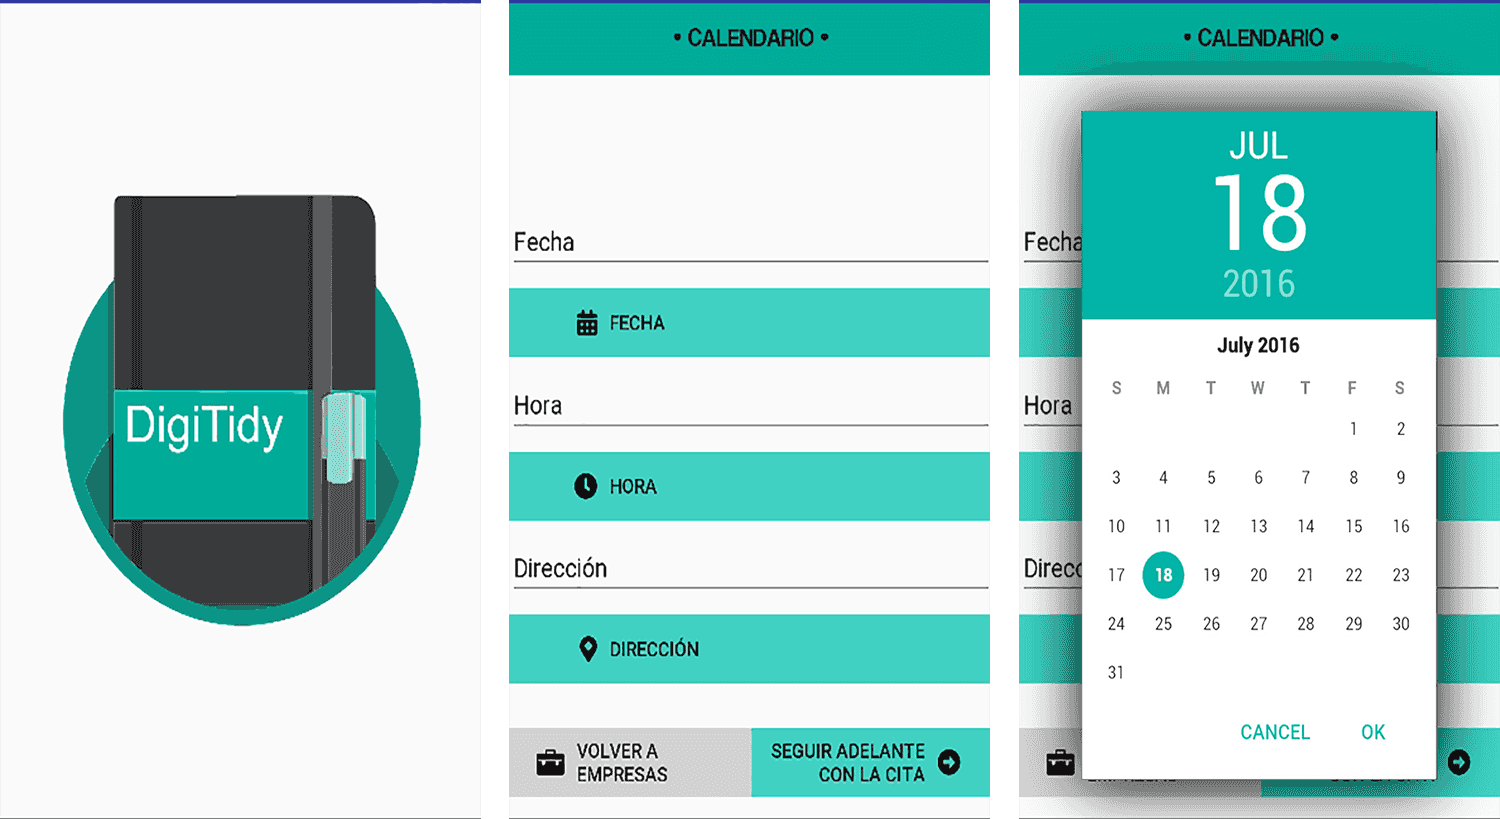 DigiTidy
• CALENDARIO •
Fecha
FECHA
Hora
HORA
Dirección
DIRECCIÓN
VOLVER A
EMPRESAS
SEGUIR ADELANTE
CON LA CITA
• CALENDARIO •
JUL
18
2016
July 2016
S M T W T F S
1 2
3 4 5 6 7 8 9
10 11 12 13 14 15 16
17 18 19 20 21 22 23
24 25 26 27 28 29 30
31
CANCEL OK
Fecha
Hora
Direcc